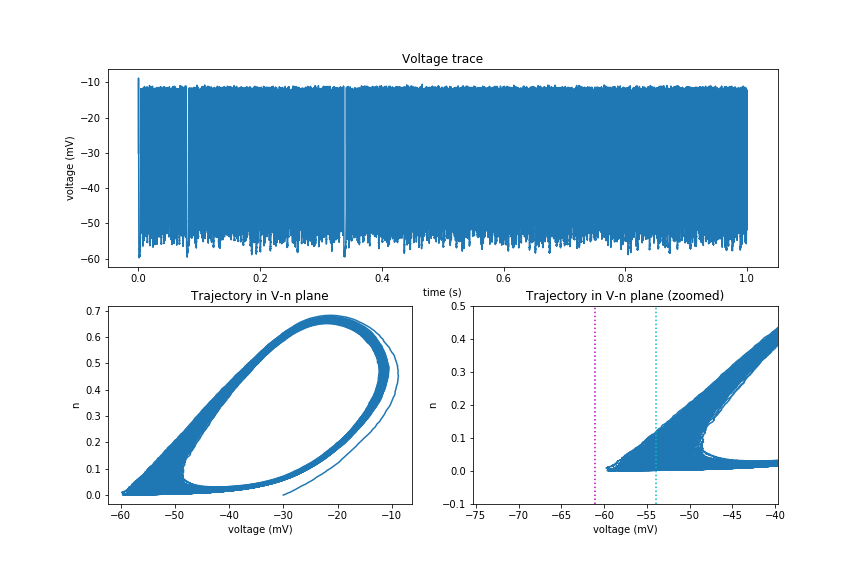 Voltage trace
−10
−20
−30
−40
−50
−60
voltage (mV)
0.0 0.2 0.4 0.6 0.8 1.0
time (s)
Trajectory in V-n plane
0.7
0.6
0.5
0.4
0.3
0.2
0.1
0.0
n
−60 −50 −40 −30 −20 −10
voltage (mV)
Trajectory in V-n plane (zoomed)
0.5
0.4
0.3
0.2
0.1
0.0
−0.1
n
−75 −70 −65 −60 −55 −50 −45 −40
voltage (mV)